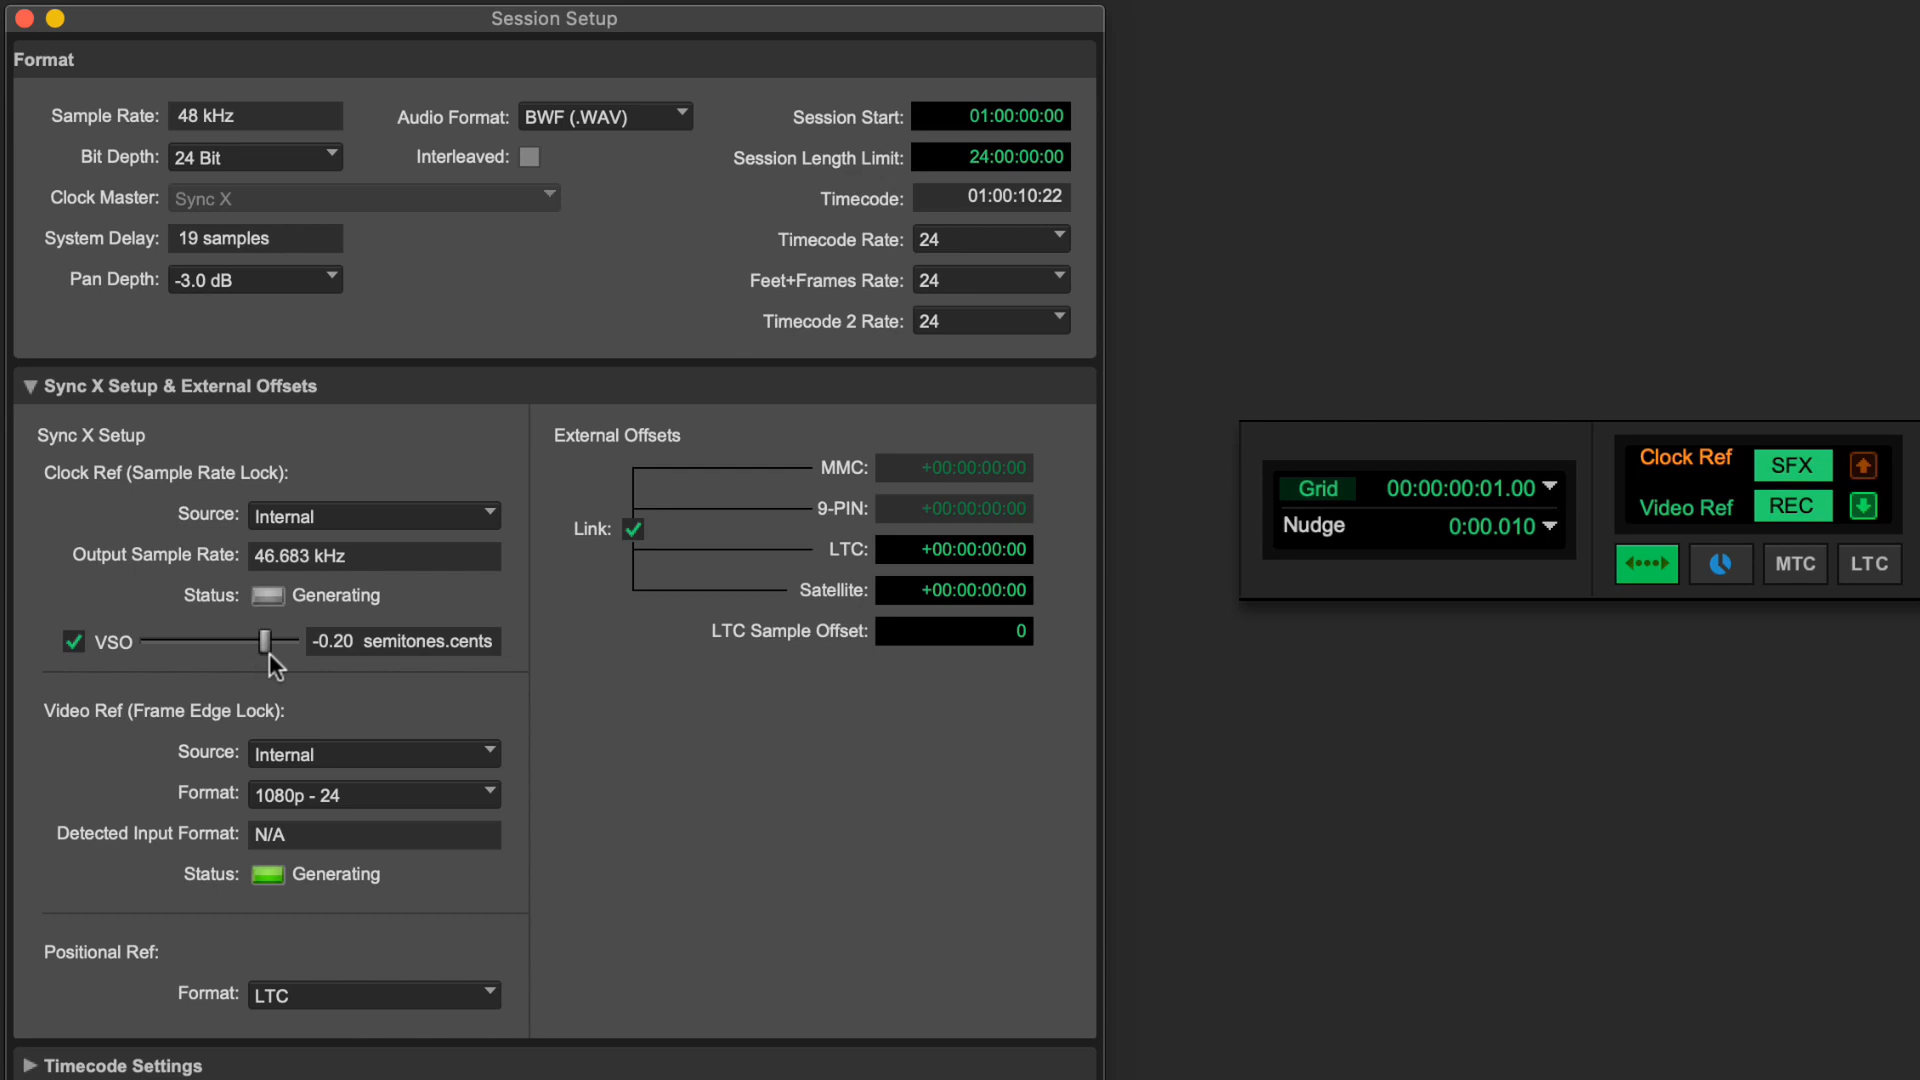 Session Setup
Format
Sample Rate: 48 kHz
Bit Depth: 24 Bit
Clock Master: Sync X
System Delay: 19 samples
Pan Depth: -3.0 dB
Audio Format: BWF (.WAV)
Interleaved:
Session Start: 01:00:00:00
Session Length Limit: 24:00:00:00
Timecode: 01:00:10:22
Timecode Rate: 24
Feet+Frames Rate: 24
Timecode 2 Rate: 24
Sync X Setup & External Offsets
Sync X Setup
Clock Ref (Sample Rate Lock):
Source: Internal
Output Sample Rate: 46.683 kHz
Status: Generating
VSO -0.20 semitones.cents
Video Ref (Frame Edge Lock):
Source: Internal
Format: 1080p - 24
Detected Input Format: N/A
Status: Generating
Positional Ref:
Format: LTC
External Offsets
Link:
MMC: +00:00:00:00
9-PIN: +00:00:00:00
LTC: +00:00:00:00
Satellite: +00:00:00:00
LTC Sample Offset: 0
Timecode Settings
Grid 00:00:00:01.00
Nudge 0:00.010
Clock Ref SFX
Video Ref REC
MTC LTC